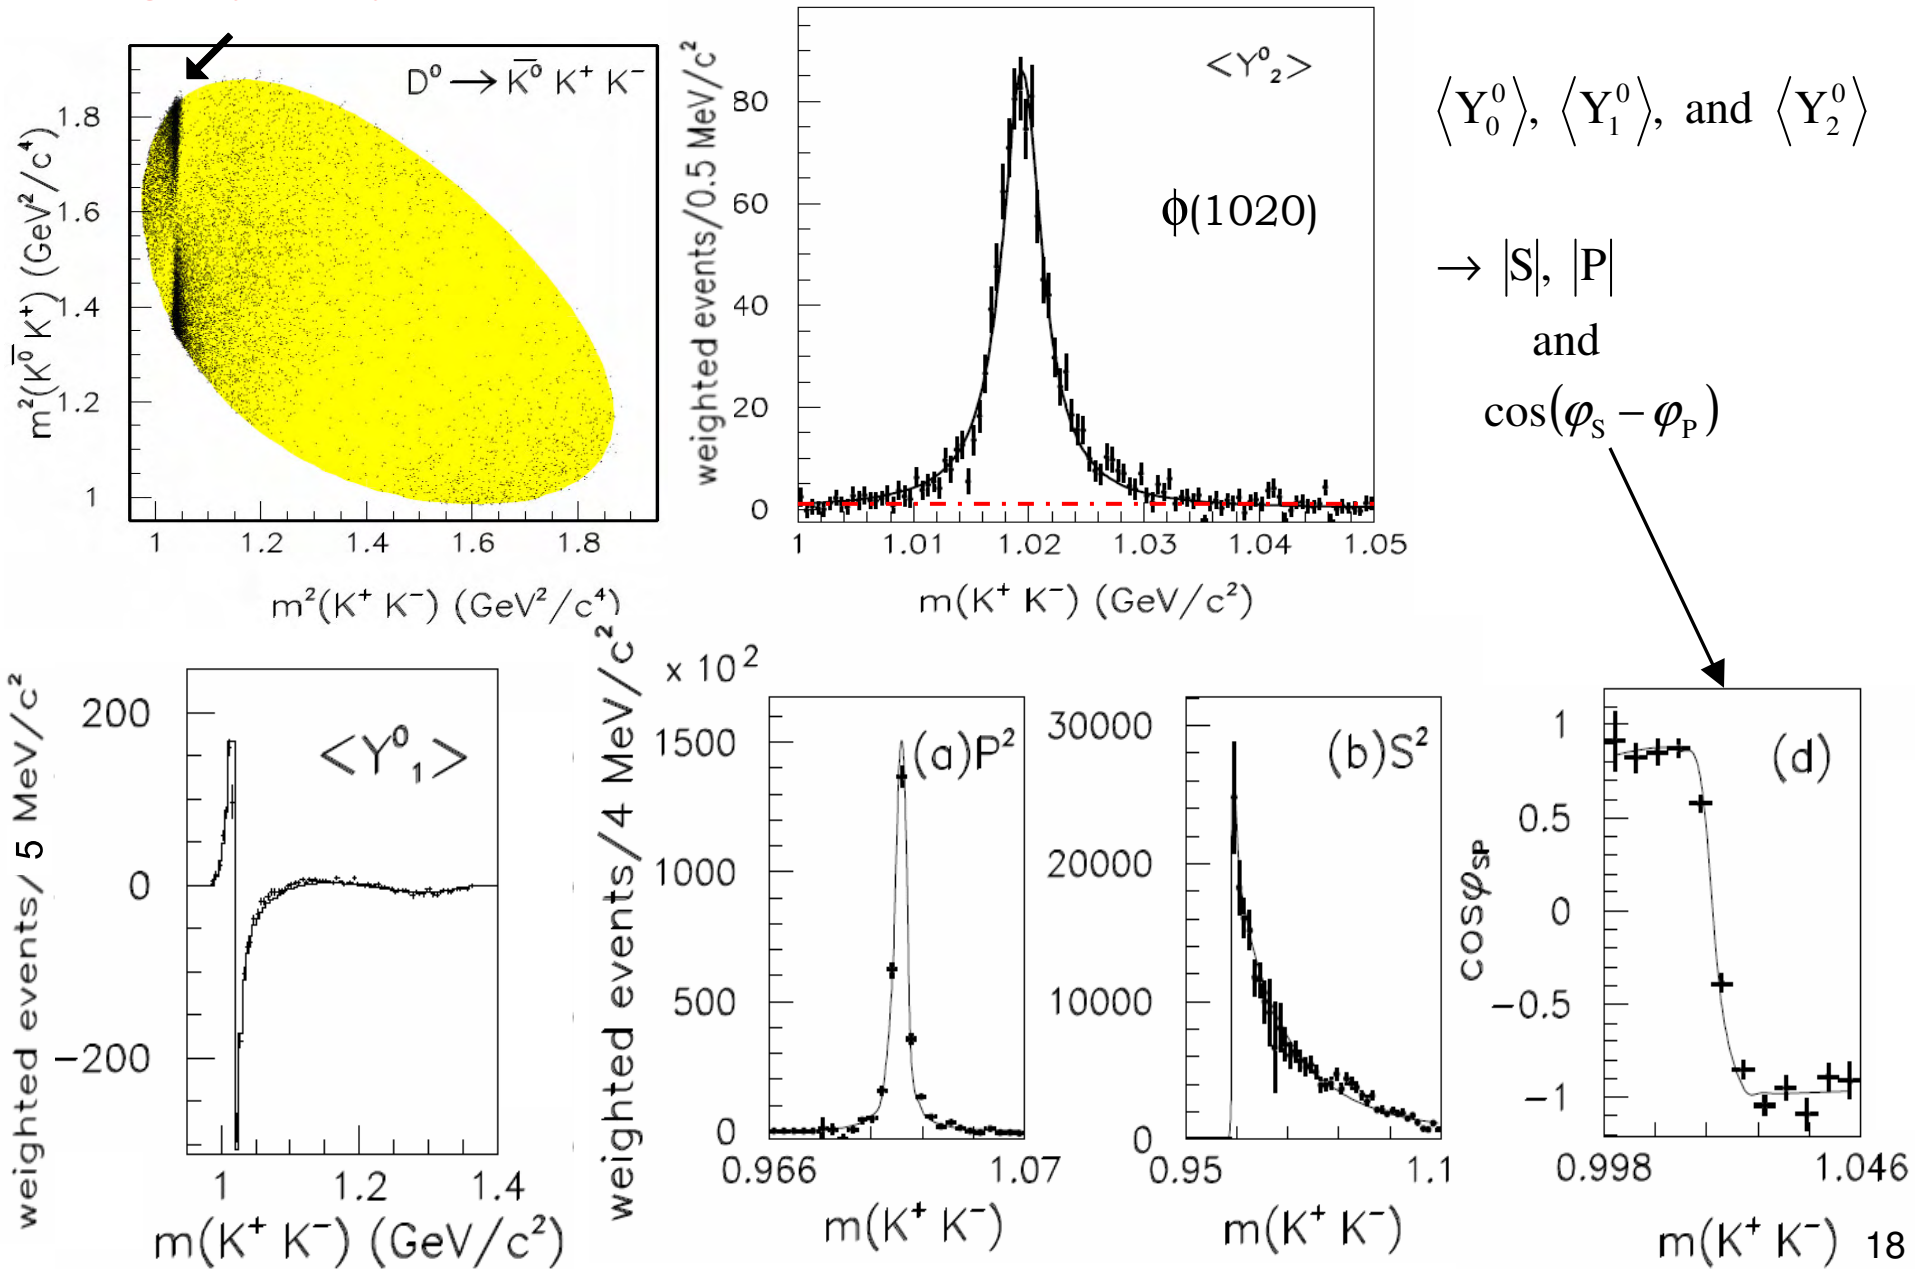 D⁰ → K̅⁰ K⁺ K⁻
m²(K̅⁰ K⁺) (GeV²/c⁴)
1.8
1.6
1.4
1.2
1
1 1.2 1.4 1.6 1.8
m²(K⁺ K⁻) (GeV²/c⁴)
weighted events/0.5 MeV/c²
80
60
40
20
0
<Y⁰₂>
ϕ(1020)
1 1.01 1.02 1.03 1.04 1.05
m(K⁺ K⁻) (GeV/c²)
⟨Y₀⁰⟩, ⟨Y₁⁰⟩, and ⟨Y₂⁰⟩
→ |S|, |P|
and
cos(φ_S − φ_P)
weighted events/ 5 MeV/c²
200
0
−200
<Y⁰₁>
1 1.2 1.4
m(K⁺ K⁻) (GeV/c²)
weighted events/4 MeV/c²
x 10²
1500
1000
500
0
(a)P²
0.966 1.07
m(K⁺ K⁻)
30000
20000
10000
0
(b)S²
0.95 1.1
m(K⁺ K⁻)
cosφ_SP
1
0.5
0
−0.5
−1
(d)
0.998 1.046
m(K⁺ K⁻)
18